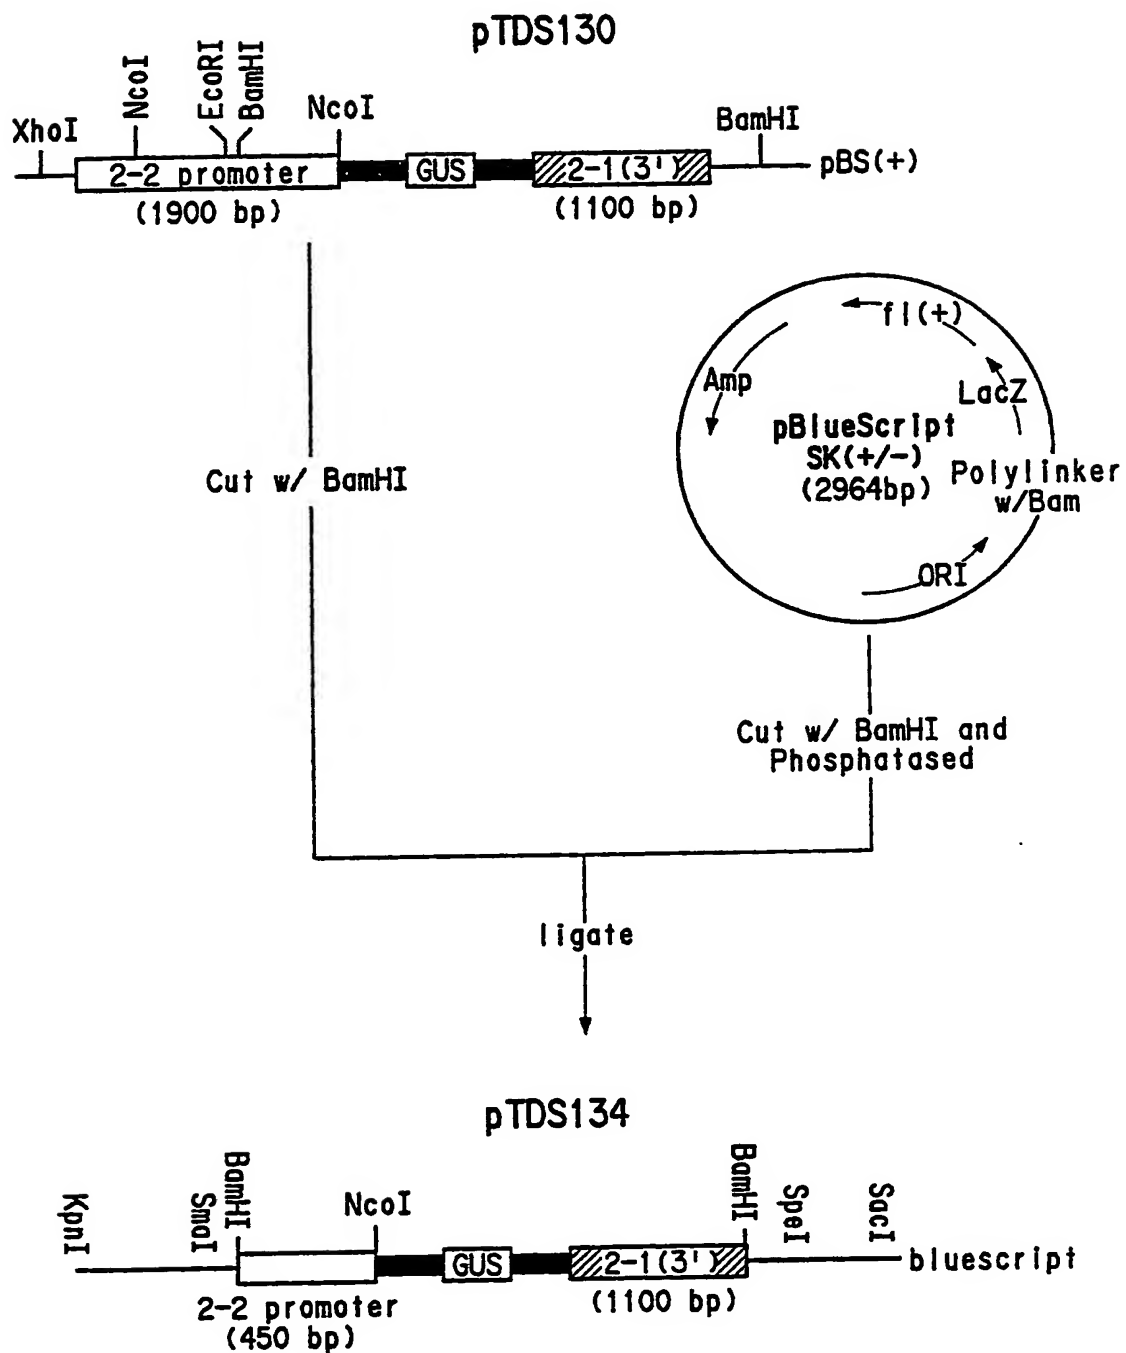 pTDS130
XhoI
NcoI
EcoRI
BamHI
NcoI
BamHI
2-2 promoter
GUS
2-1(3')
pBS(+)
(1900 bp)
(1100 bp)
fl(+)
Amp
LacZ
pBlueScript
SK(+/-)
(2964bp)
Polylinker
w/Bam
ORI
Cut w/ BamHI
Cut w/ BamHI and
Phosphatased
ligate
pTDS134
KpnI
SmaI
BamHI
NcoI
BamHI
SpeI
SacI
GUS
2-1(3')
bluescript
2-2 promoter
(450 bp)
(1100 bp)